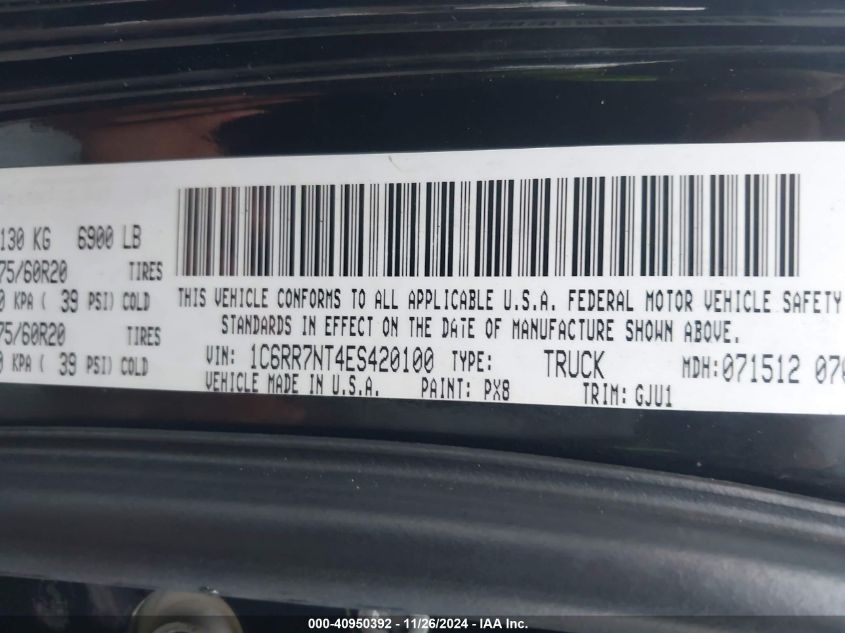 130 KG 6900 LB
75/60R20 TIRES
0 KPA ( 39 PSI) COLD
75/60R20 TIRES
0 KPA ( 39 PSI) COLD
THIS VEHICLE CONFORMS TO ALL APPLICABLE U.S.A. FEDERAL MOTOR VEHICLE SAFETY
STANDARDS IN EFFECT ON THE DATE OF MANUFACTURE SHOWN ABOVE.
VIN: 1C6RR7NT4ES420100 TYPE: TRUCK MDH: 071512 070
VEHICLE MADE IN U.S.A. PAINT: PX8 TRIM: GJU1
000-40950392 - 11/26/2024 - IAA Inc.